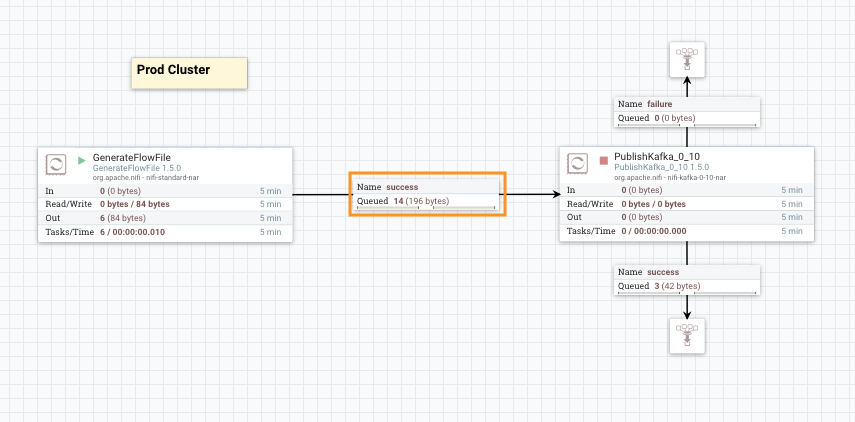 Prod Cluster
Name failure
Queued 0 (0 bytes)
GenerateFlowFile
GenerateFlowFile 1.5.0
org.apache.nifi - nifi-standard-nar
In 0 (0 bytes) 5 min
Read/Write 0 bytes / 84 bytes 5 min
Out 6 (84 bytes) 5 min
Tasks/Time 6 / 00:00:00.010 5 min
Name success
Queued 14 (196 bytes)
PublishKafka_0_10
PublishKafka_0_10 1.5.0
org.apache.nifi - nifi-kafka-0-10-nar
In 0 (0 bytes) 5 min
Read/Write 0 bytes / 0 bytes 5 min
Out 0 (0 bytes) 5 min
Tasks/Time 0 / 00:00:00.000 5 min
Name success
Queued 3 (42 bytes)